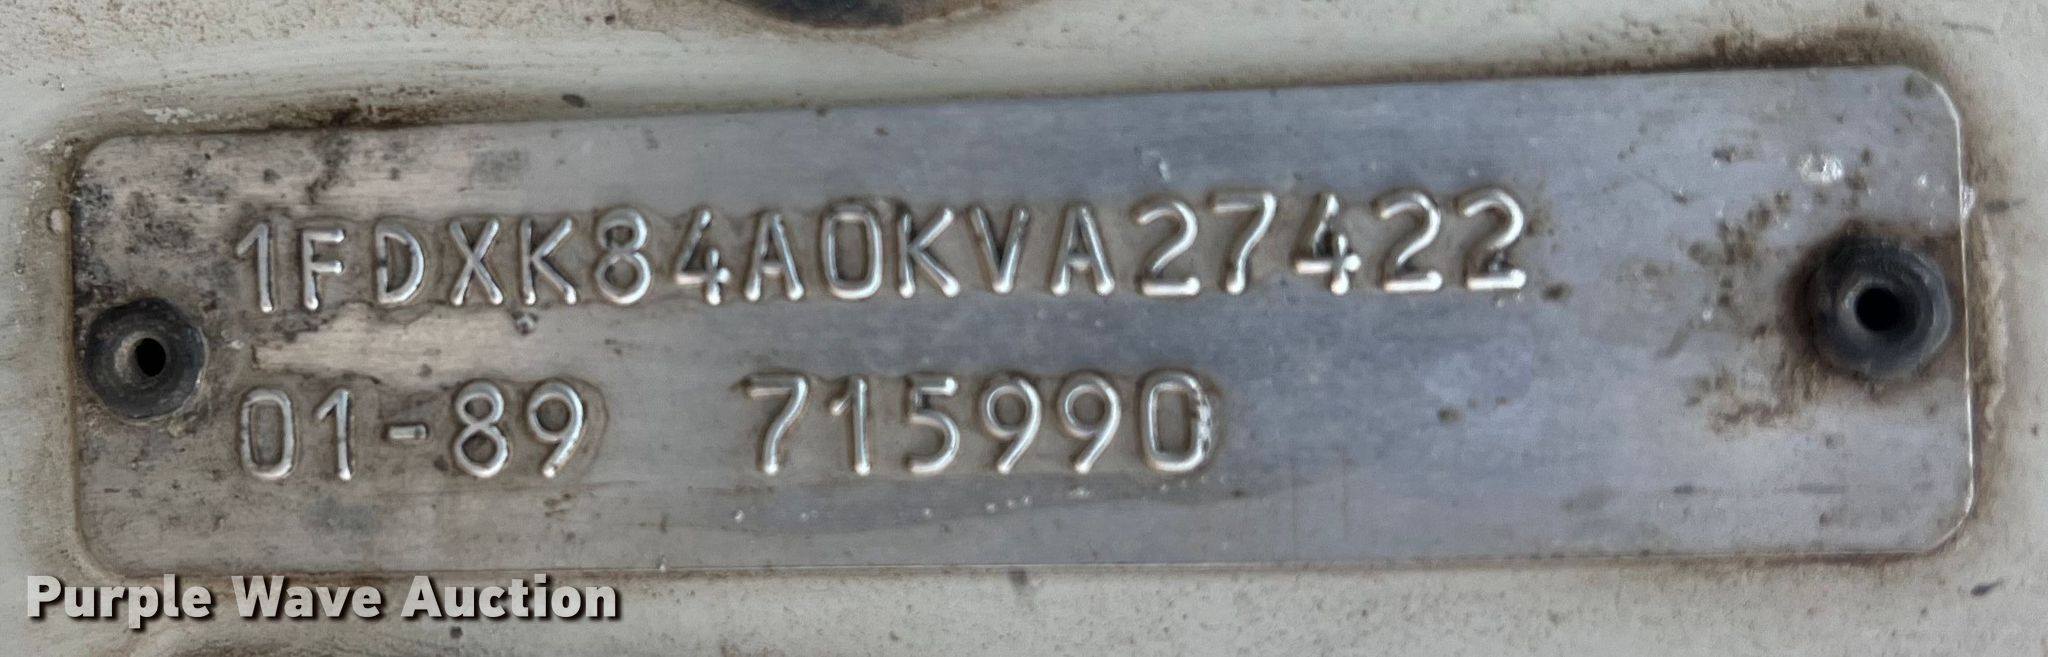 1FDXK84A0KVA27422
01-89 715990
Purple Wave Auction